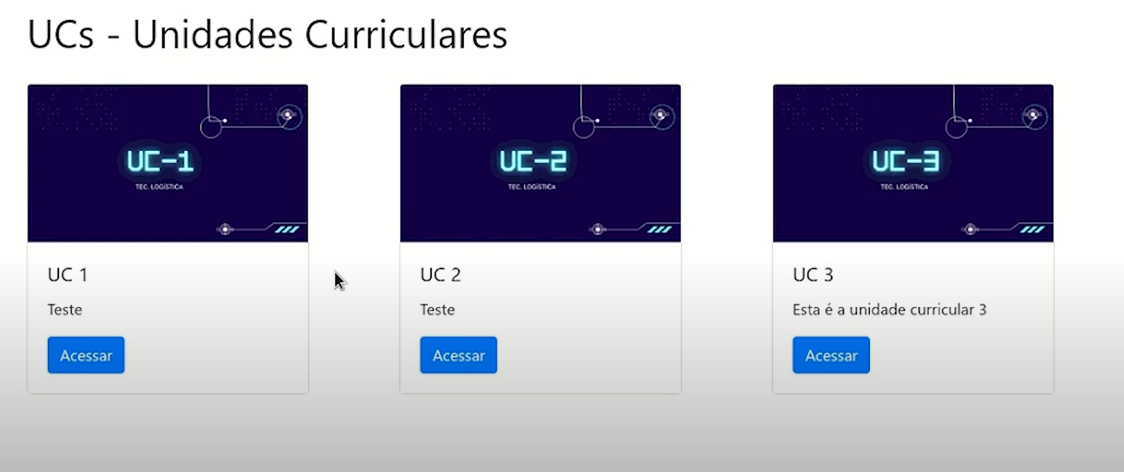 UCs - Unidades Curriculares
UC-1
TEC. LOGÍSTICA
UC 1
Teste
Acessar
UC-2
TEC. LOGÍSTICA
UC 2
Teste
Acessar
UC-3
TEC. LOGÍSTICA
UC 3
Esta é a unidade curricular 3
Acessar